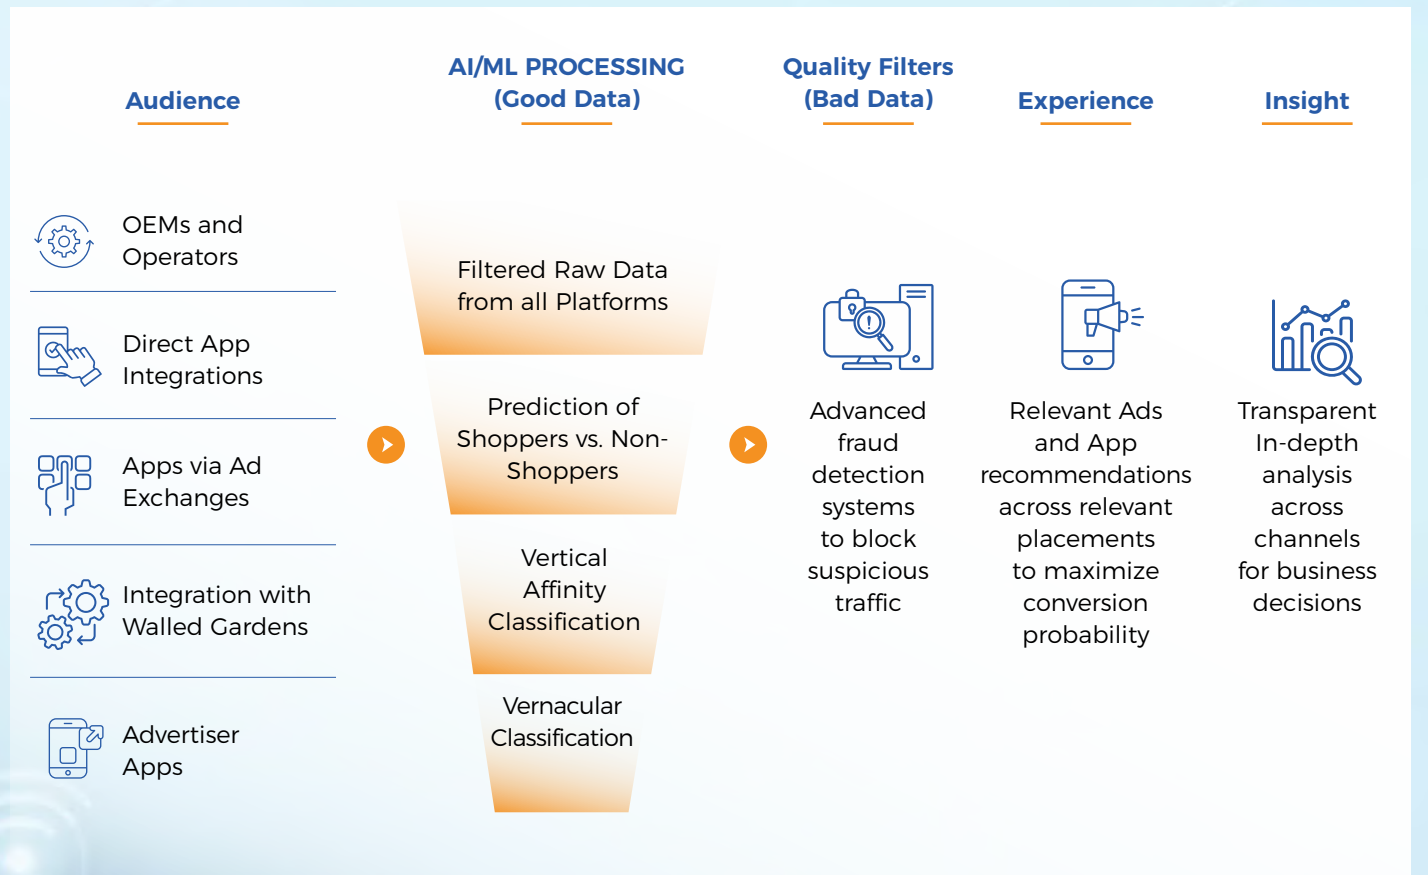 Audience
OEMs and
Operators
Direct App
Integrations
Apps via Ad
Exchanges
Integration with
Walled Gardens
Advertiser
Apps
AI/ML PROCESSING
(Good Data)
Filtered Raw Data
from all Platforms
Prediction of
Shoppers vs. Non-
Shoppers
Vertical
Affinity
Classification
Vernacular
Classification
Quality Filters
(Bad Data)
Advanced
fraud
detection
systems
to block
suspicious
traffic
Experience
Relevant Ads
and App
recommendations
across relevant
placements
to maximize
conversion
probability
Insight
Transparent
In-depth
analysis
across
channels
for business
decisions